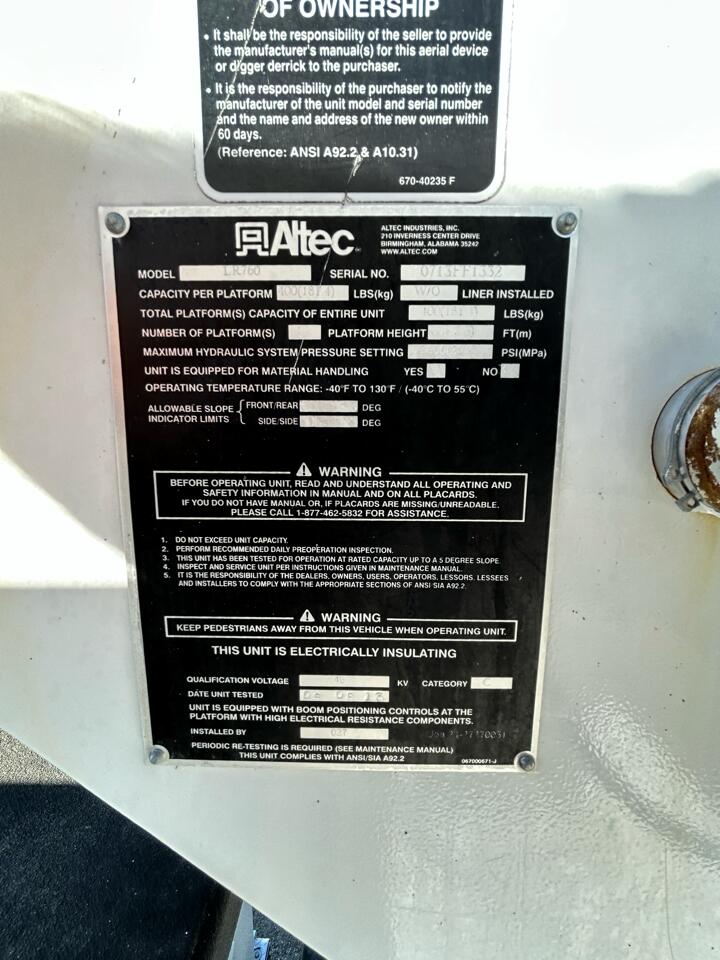 OF OWNERSHIP
• It shall be the responsibility of the seller to provide
the manufacturer's manual(s) for this aerial device
or digger derrick to the purchaser.
• It is the responsibility of the purchaser to notify the
manufacturer of the unit model and serial number
and the name and address of the new owner within
60 days.
(Reference: ANSI A92.2 & A10.31)
670-40235 F
Altec
ALTEC INDUSTRIES, INC.
210 INVERNESS CENTER DRIVE
BIRMINGHAM, ALABAMA 35242
WWW.ALTEC.COM
MODEL LR760 SERIAL NO. 0713FF1332
CAPACITY PER PLATFORM 400(181.4) LBS(kg) W/O LINER INSTALLED
TOTAL PLATFORM(S) CAPACITY OF ENTIRE UNIT LBS(kg)
NUMBER OF PLATFORM(S) PLATFORM HEIGHT FT(m)
MAXIMUM HYDRAULIC SYSTEM PRESSURE SETTING PSI(MPa)
UNIT IS EQUIPPED FOR MATERIAL HANDLING YES NO
OPERATING TEMPERATURE RANGE: -40°F TO 130°F / (-40°C TO 55°C)
ALLOWABLE SLOPE INDICATOR LIMITS
FRONT/REAR DEG
SIDE/SIDE DEG
⚠ WARNING
BEFORE OPERATING UNIT, READ AND UNDERSTAND ALL OPERATING AND
SAFETY INFORMATION IN MANUAL AND ON ALL PLACARDS.
IF YOU DO NOT HAVE MANUAL OR, IF PLACARDS ARE MISSING/UNREADABLE,
PLEASE CALL 1-877-462-5832 FOR ASSISTANCE.
1. DO NOT EXCEED UNIT CAPACITY.
2. PERFORM RECOMMENDED DAILY PREOPERATION INSPECTION.
3. THIS UNIT HAS BEEN TESTED FOR OPERATION AT RATED CAPACITY UP TO A 5 DEGREE SLOPE.
4. INSPECT AND SERVICE UNIT PER INSTRUCTIONS GIVEN IN MAINTENANCE MANUAL.
5. IT IS THE RESPONSIBILITY OF THE DEALERS, OWNERS, USERS, OPERATORS, LESSORS, LESSEES
AND INSTALLERS TO COMPLY WITH THE APPROPRIATE SECTIONS OF ANSI/SIA A92.2.
⚠ WARNING
KEEP PEDESTRIANS AWAY FROM THIS VEHICLE WHEN OPERATING UNIT.
THIS UNIT IS ELECTRICALLY INSULATING
QUALIFICATION VOLTAGE 46 KV CATEGORY C
DATE UNIT TESTED
UNIT IS EQUIPPED WITH BOOM POSITIONING CONTROLS AT THE
PLATFORM WITH HIGH ELECTRICAL RESISTANCE COMPONENTS.
INSTALLED BY 027
PERIODIC RE-TESTING IS REQUIRED (SEE MAINTENANCE MANUAL)
THIS UNIT COMPLIES WITH ANSI/SIA A92.2
067000671-J